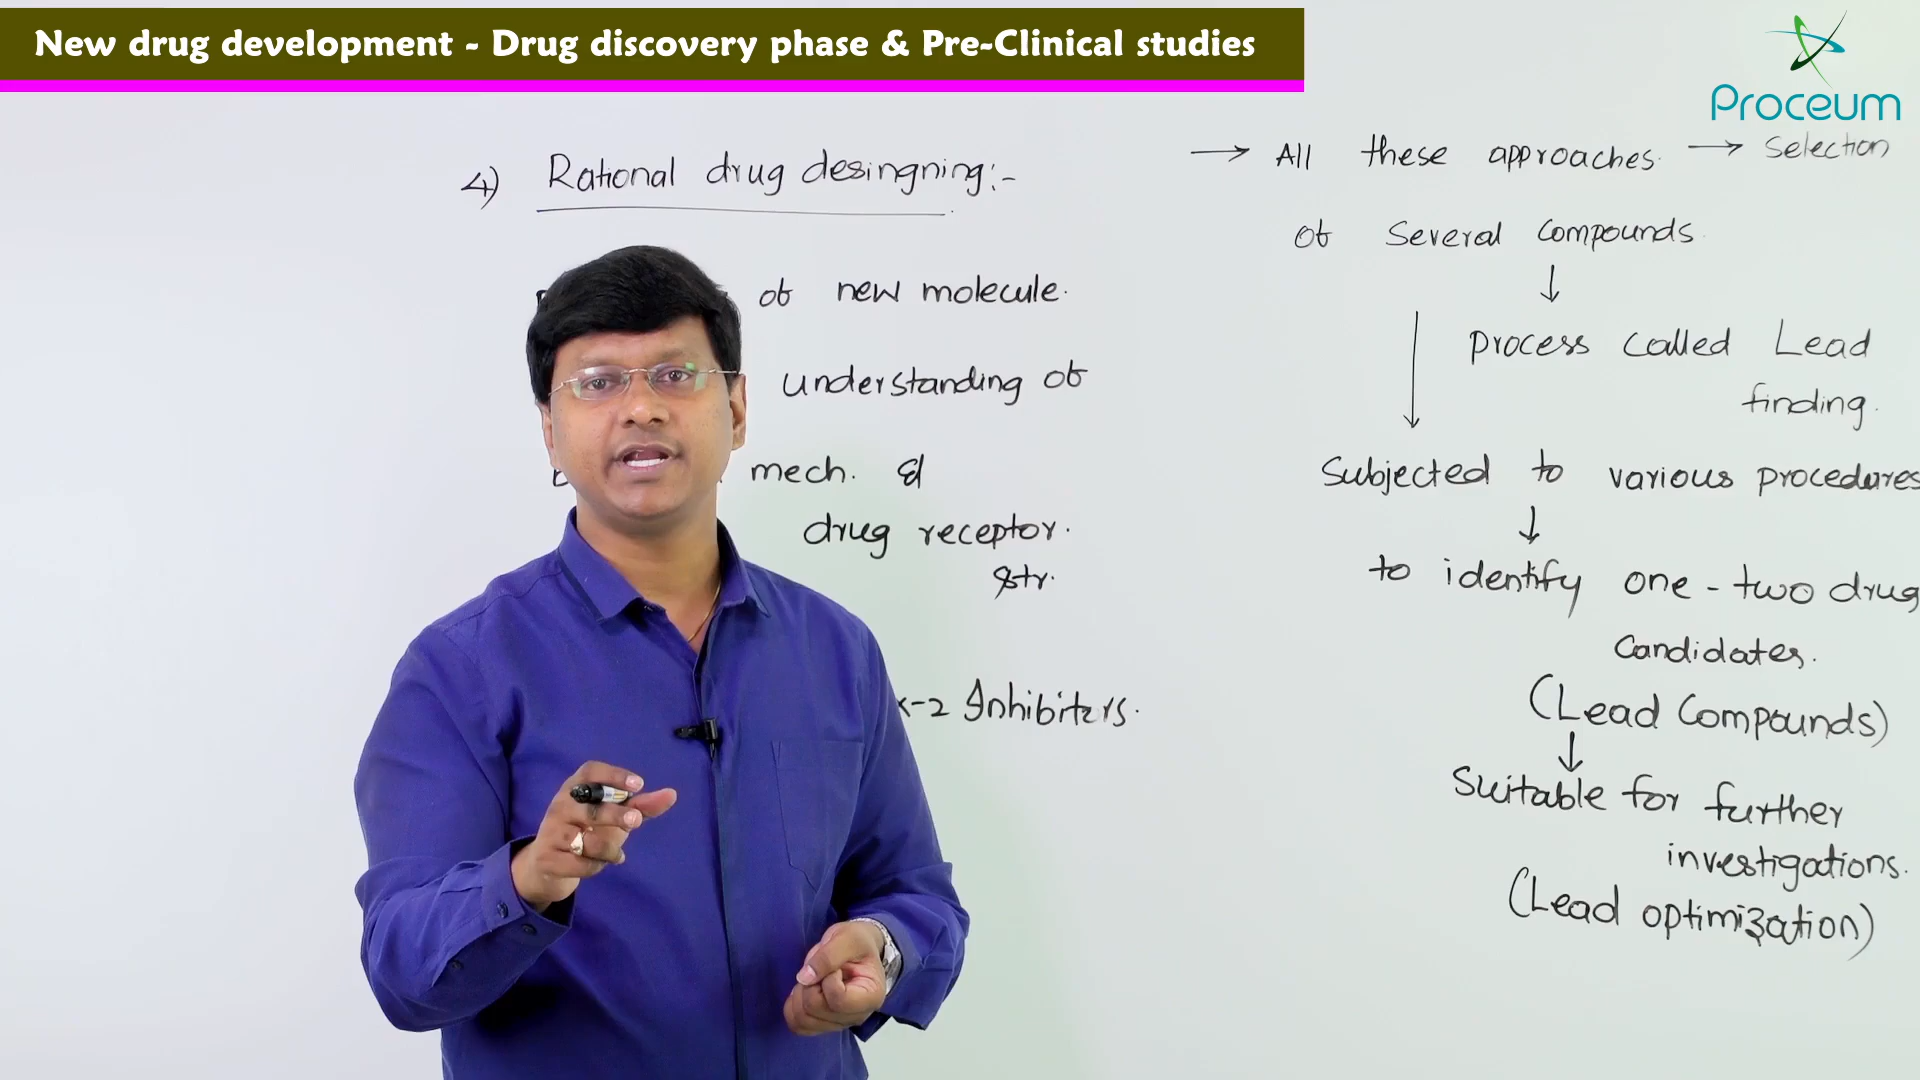 New drug development - Drug discovery phase & Pre-Clinical studies
Proceum
4) Rational drug desingning:-
of new molecule.
understanding of
mech. &
drug receptor.
str.
x-2 Inhibitors.
→ All these approaches. → Selection
of several compounds.
↓
process called Lead
finding.
Subjected to various procedures
↓
to identify one - two drug
candidates.
(Lead compounds)
↓
Suitable for further
investigations.
(Lead optimization)